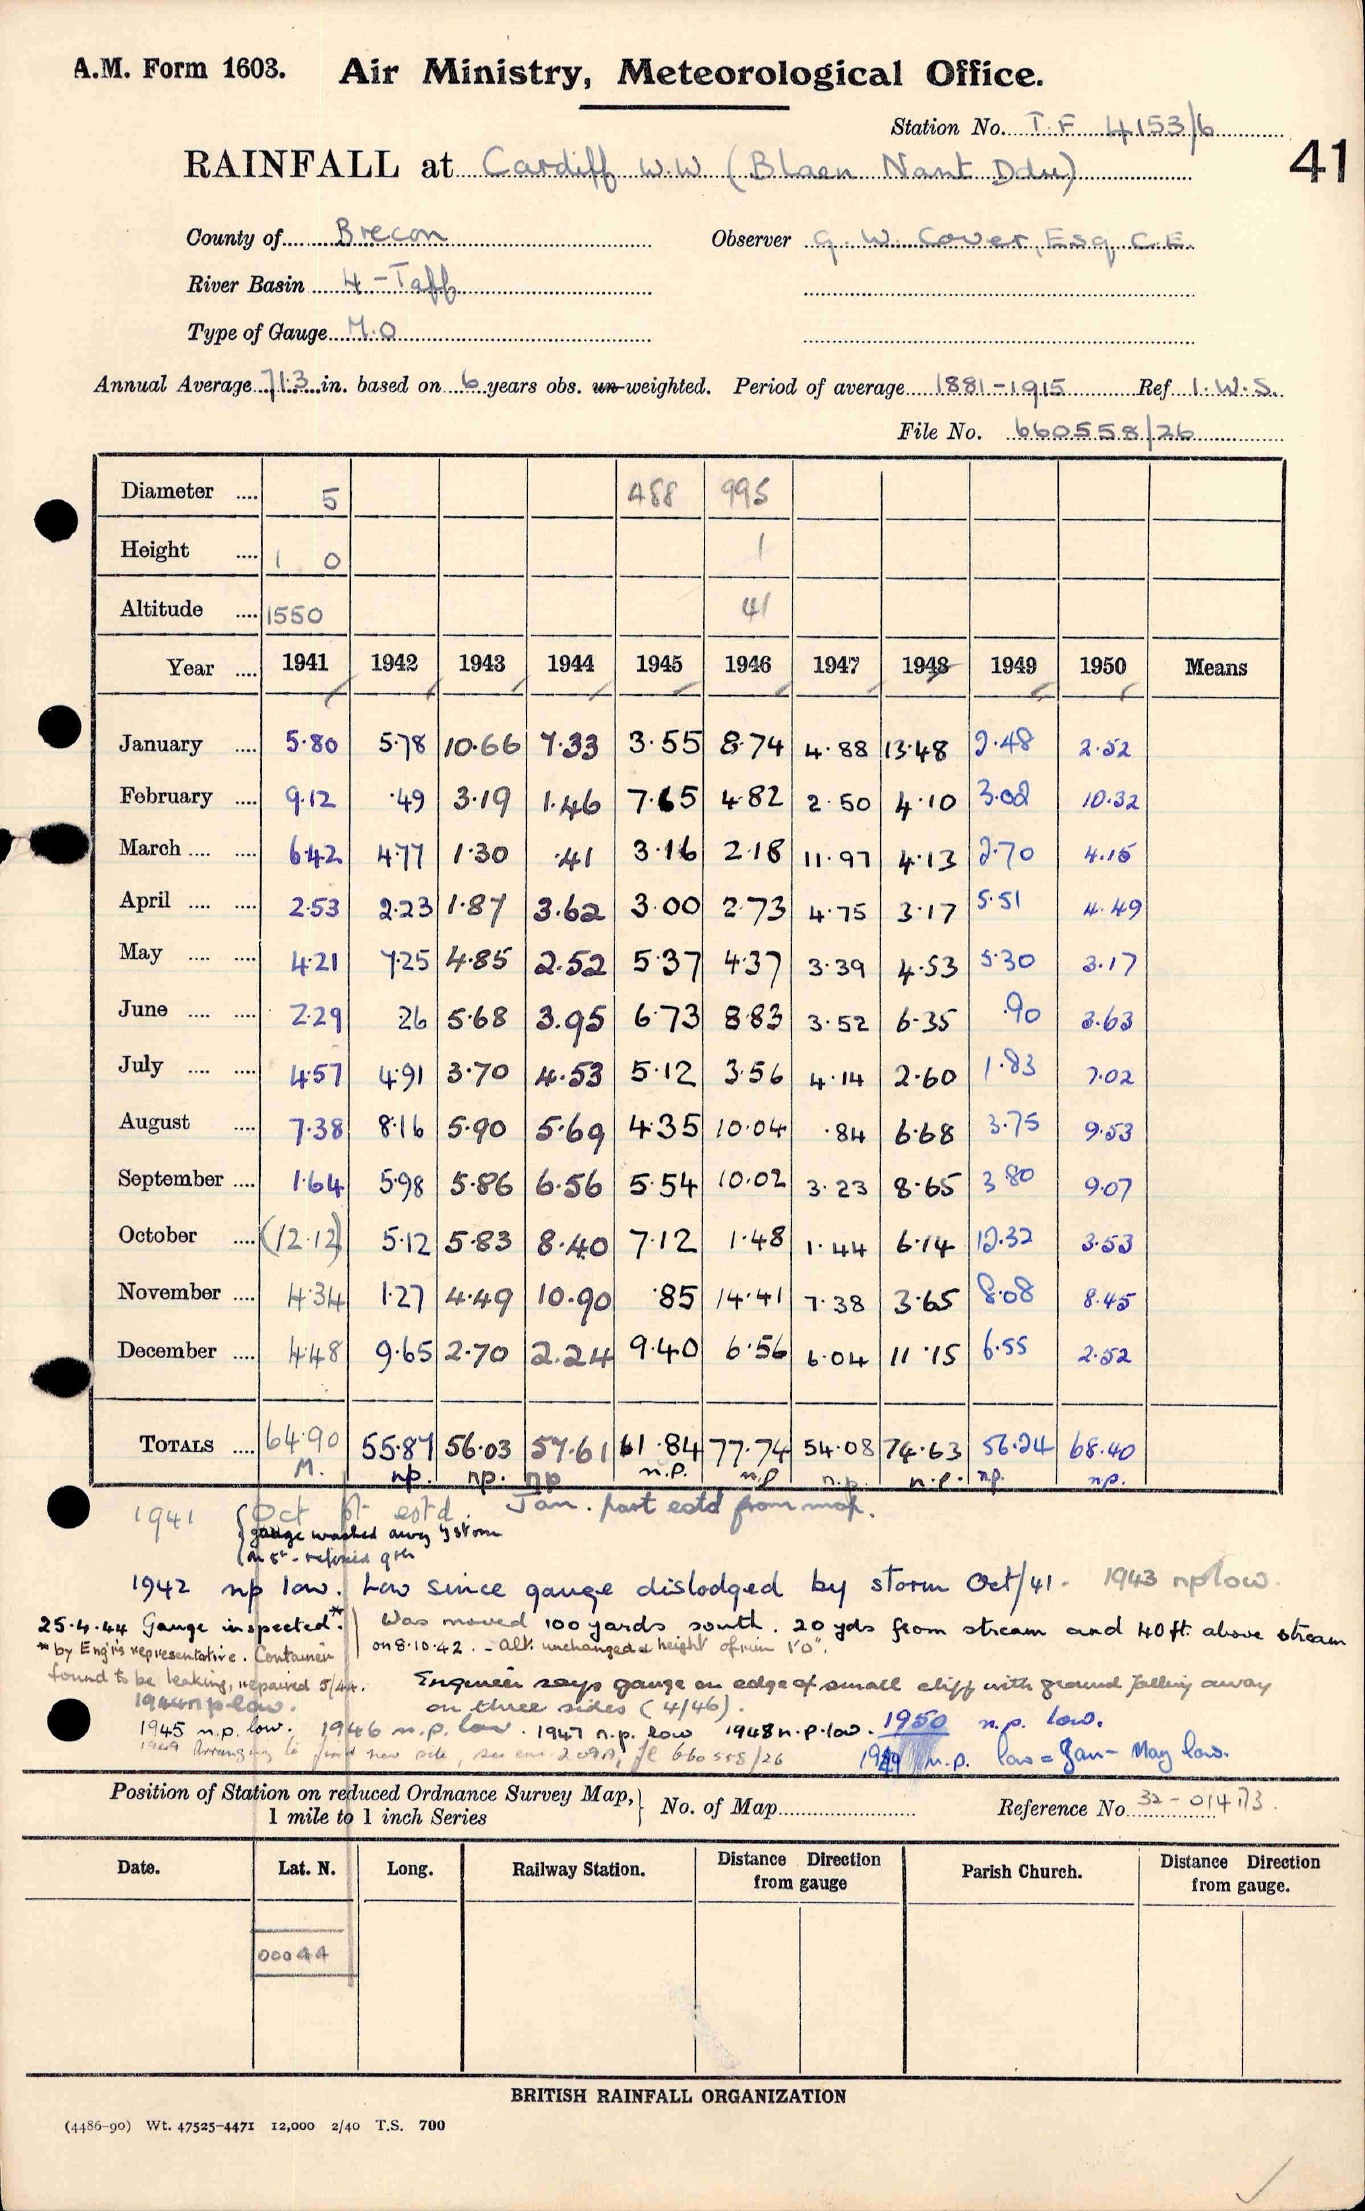 A.M. Form 1603. Air Ministry, Meteorological Office.
Station No. T.F 4153/6
41
RAINFALL at Cardiff W.W (Blaen Nant Ddu)
County of Brecon Observer G. W. Cover, Esq C.E.
River Basin 4 - Taff
Type of Gauge M.O
Annual Average 71.3 in. based on 6 years obs. un-weighted. Period of average 1881-1915 Ref I.W.S.
File No. 660558/26
Diameter .... 5 488 995
Height .... 1 0 1
Altitude .... 1550 41
Year .... 1941 1942 1943 1944 1945 1946 1947 1948 1949 1950 Means
January .... 5.80 5.78 10.66 7.33 3.55 8.74 4.88 13.48 2.48 2.52
February .... 9.12 .49 3.19 1.46 7.65 4.82 2.50 4.10 3.02 10.32
March .... .... 6.42 4.77 1.30 .41 3.16 2.18 11.97 4.13 2.70 4.15
April .... .... 2.53 2.23 1.87 3.62 3.00 2.73 4.75 3.17 5.51 4.49
May .... .... 4.21 7.25 4.85 2.52 5.37 4.37 3.39 4.53 5.30 3.17
June .... .... 2.29 26 5.68 3.95 6.73 8.83 3.52 6.35 .90 3.63
July .... .... 4.57 4.91 3.70 4.53 5.12 3.56 4.14 2.60 1.83 7.02
August .... 7.38 8.16 5.90 5.69 4.35 10.04 .84 6.68 3.75 9.53
September .... 1.64 5.98 5.86 6.56 5.54 10.02 3.23 8.65 3.80 9.07
October .... (12.12) 5.12 5.83 8.40 7.12 1.48 1.44 6.14 12.32 3.53
November .... 4.34 1.27 4.49 10.90 .85 14.41 7.38 3.65 8.08 8.45
December .... 4.48 9.65 2.70 2.24 9.40 6.56 6.04 11.15 6.55 2.52
TOTALS .... 64.90 55.87 56.03 57.61 61.84 77.74 54.08 74.63 56.24 68.40
M. np. np. np n.p. np n.p. n.p. np. np.
1941 Oct pt estd. Jan. part estd from map.
gauge washed away by storm
on 5th - refixed 9th
1942 np low. Low since gauge dislodged by storm Oct/41. 1943 np low.
25.4.44 Gauge inspected* Was moved 100 yards south. 20 yds from stream and 40 ft. above stream
* by Eng'rs representative. Container on 8.10.42. - Alt. unchanged & height of rim 1'0".
found to be leaking, repaired 5/44. Engineer says gauge on edge of small cliff with ground falling away
1944 np low. on three sides (4/46).
1945 n.p. low. 1946 n.p. low. 1947 n.p. low 1948 n.p. low. 1950 n.p. low.
1949 Arranging to find new site, see enc. 209A, fl 660558/26 1949 n.p. low = Jan - May low.
Position of Station on reduced Ordnance Survey Map, 1 mile to 1 inch Series } No. of Map Reference No 32-014173.
Date. Lat. N. Long. Railway Station. Distance Direction from gauge Parish Church. Distance Direction from gauge.
00044
BRITISH RAINFALL ORGANIZATION
(4486-90) Wt. 47525-4471 12,000 2/40 T.S. 700